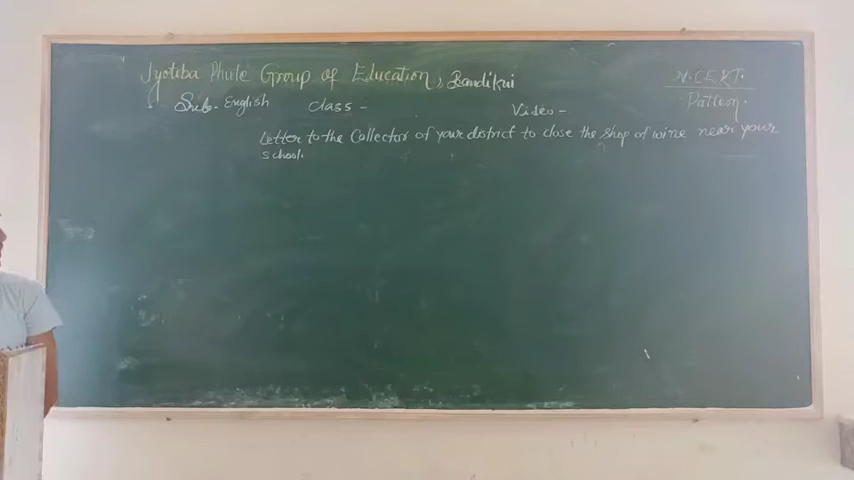 Jyotiba Phule Group of Education, Bandikui
N.C.E.R.T.
Pattern.
Sub- English Class - Video -
Letter to the Collector of your district to close the shop of wine near your
school.